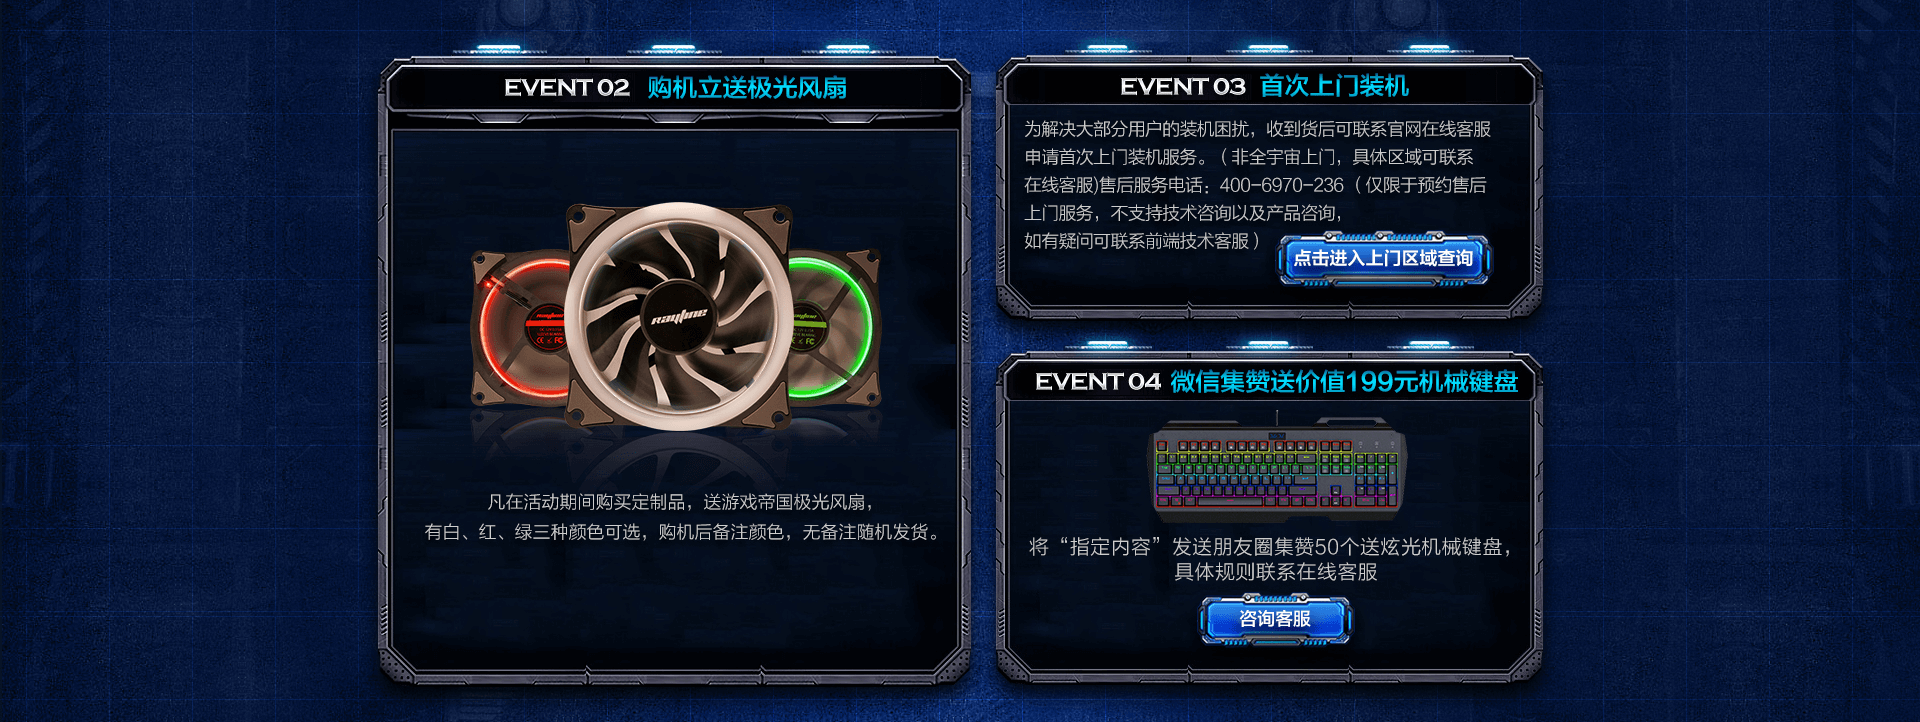 EVENT 02 购机立送极光风扇
Rayline
凡在活动期间购买定制品，送游戏帝国极光风扇，
有白、红、绿三种颜色可选，购机后备注颜色，无备注随机发货。
EVENT 03 首次上门装机
为解决大部分用户的装机困扰，收到货后可联系官网在线客服
申请首次上门装机服务。（非全宇宙上门，具体区域可联系
在线客服)售后服务电话：400-6970-236（仅限于预约售后
上门服务，不支持技术咨询以及产品咨询，
如有疑问可联系前端技术客服）
点击进入上门区域查询
EVENT 04 微信集赞送价值199元机械键盘
将“指定内容”发送朋友圈集赞50个送炫光机械键盘，
具体规则联系在线客服
咨询客服